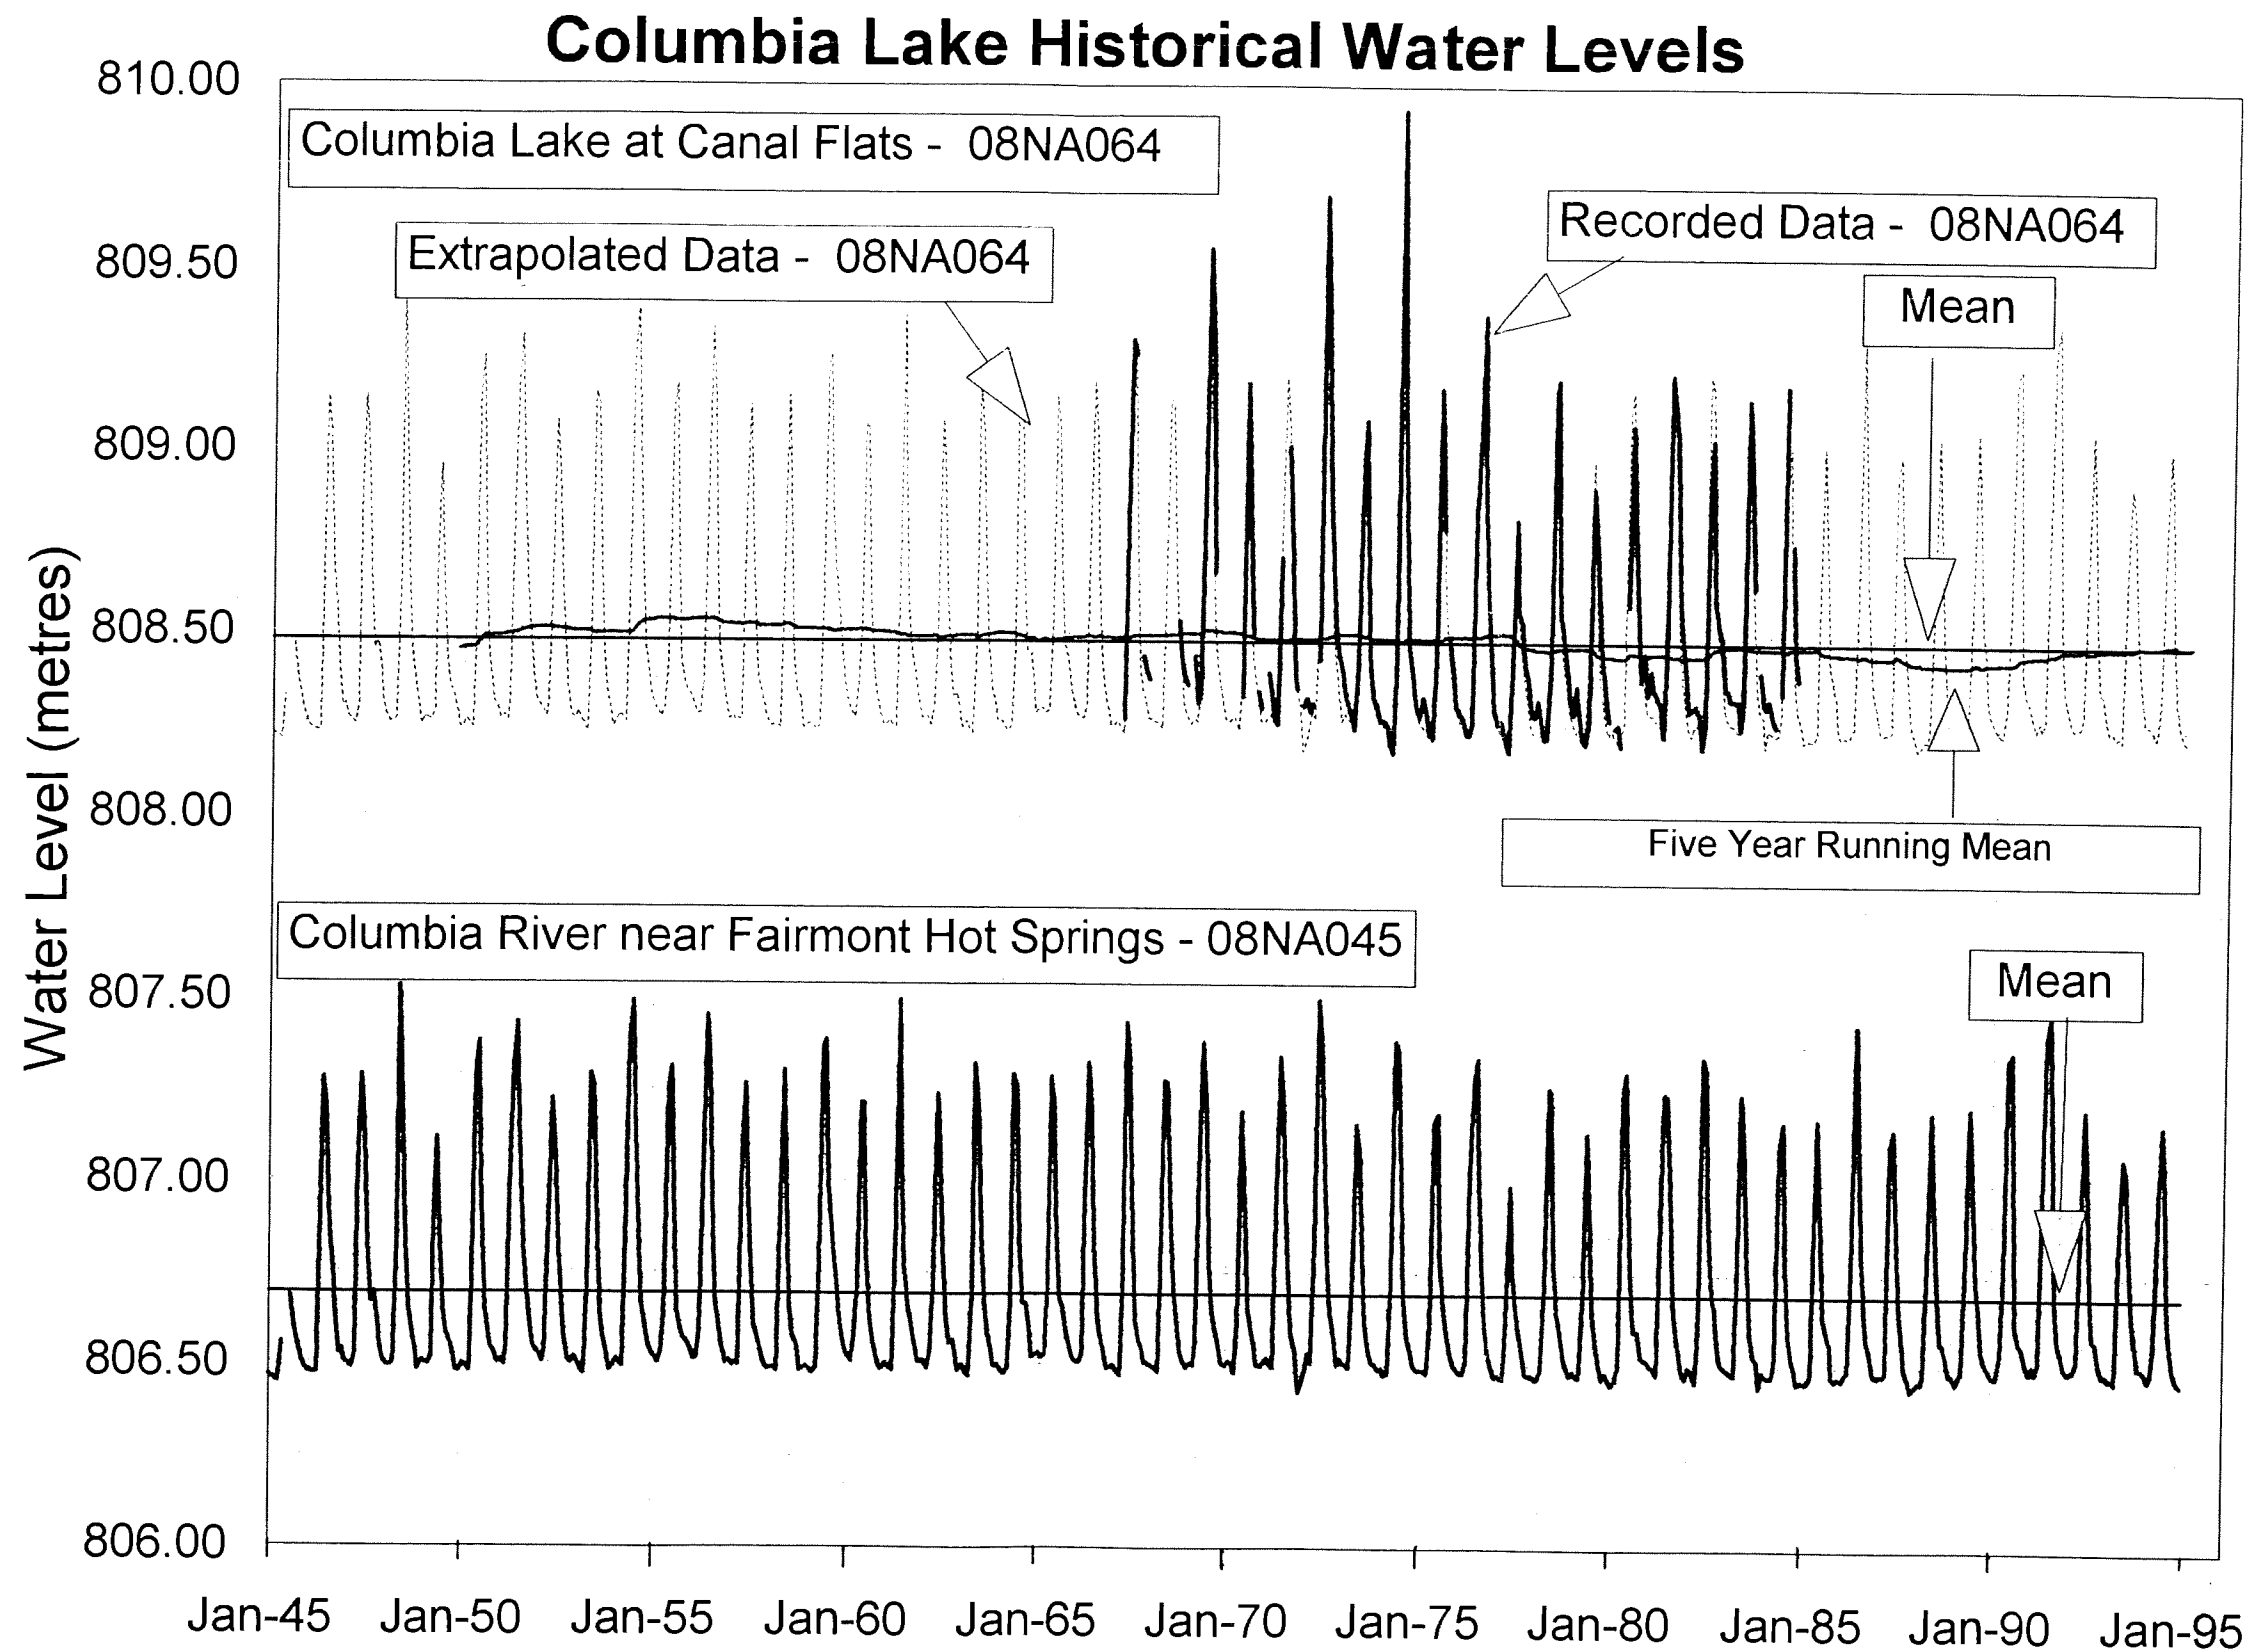 Columbia Lake Historical Water Levels
810.00
809.50
809.00
808.50
808.00
807.50
807.00
806.50
806.00
Water Level (metres)
Columbia Lake at Canal Flats - 08NA064
Extrapolated Data - 08NA064
Recorded Data - 08NA064
Mean
Five Year Running Mean
Columbia River near Fairmont Hot Springs - 08NA045
Mean
Jan-45 Jan-50 Jan-55 Jan-60 Jan-65 Jan-70 Jan-75 Jan-80 Jan-85 Jan-90 Jan-95